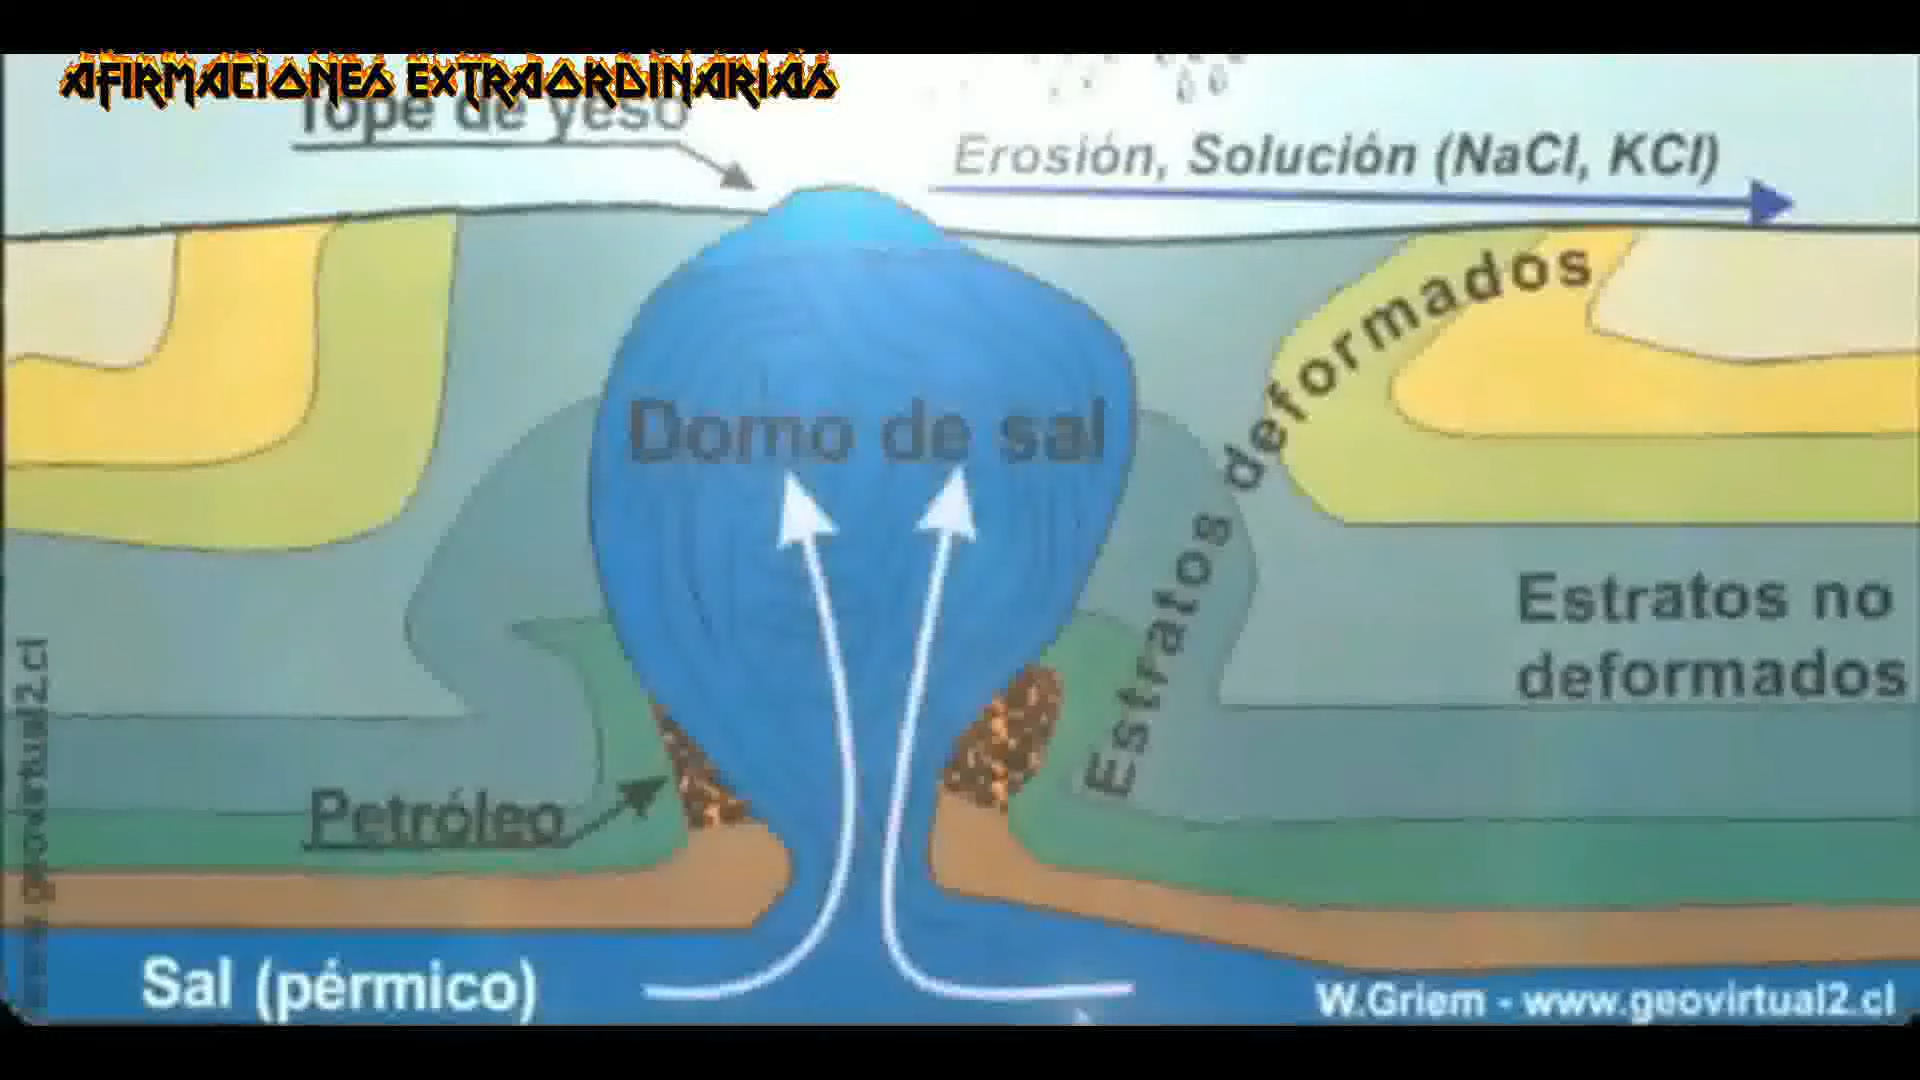 AFIRMACIONES EXTRAORDINARIAS
Tope de yeso
Erosión, Solución (NaCl, KCl)
Estratos deformados
Domo de sal
Estratos no
deformados
Petróleo
www.geovirtual2.cl
Sal (pérmico)
W.Griem - www.geovirtual2.cl